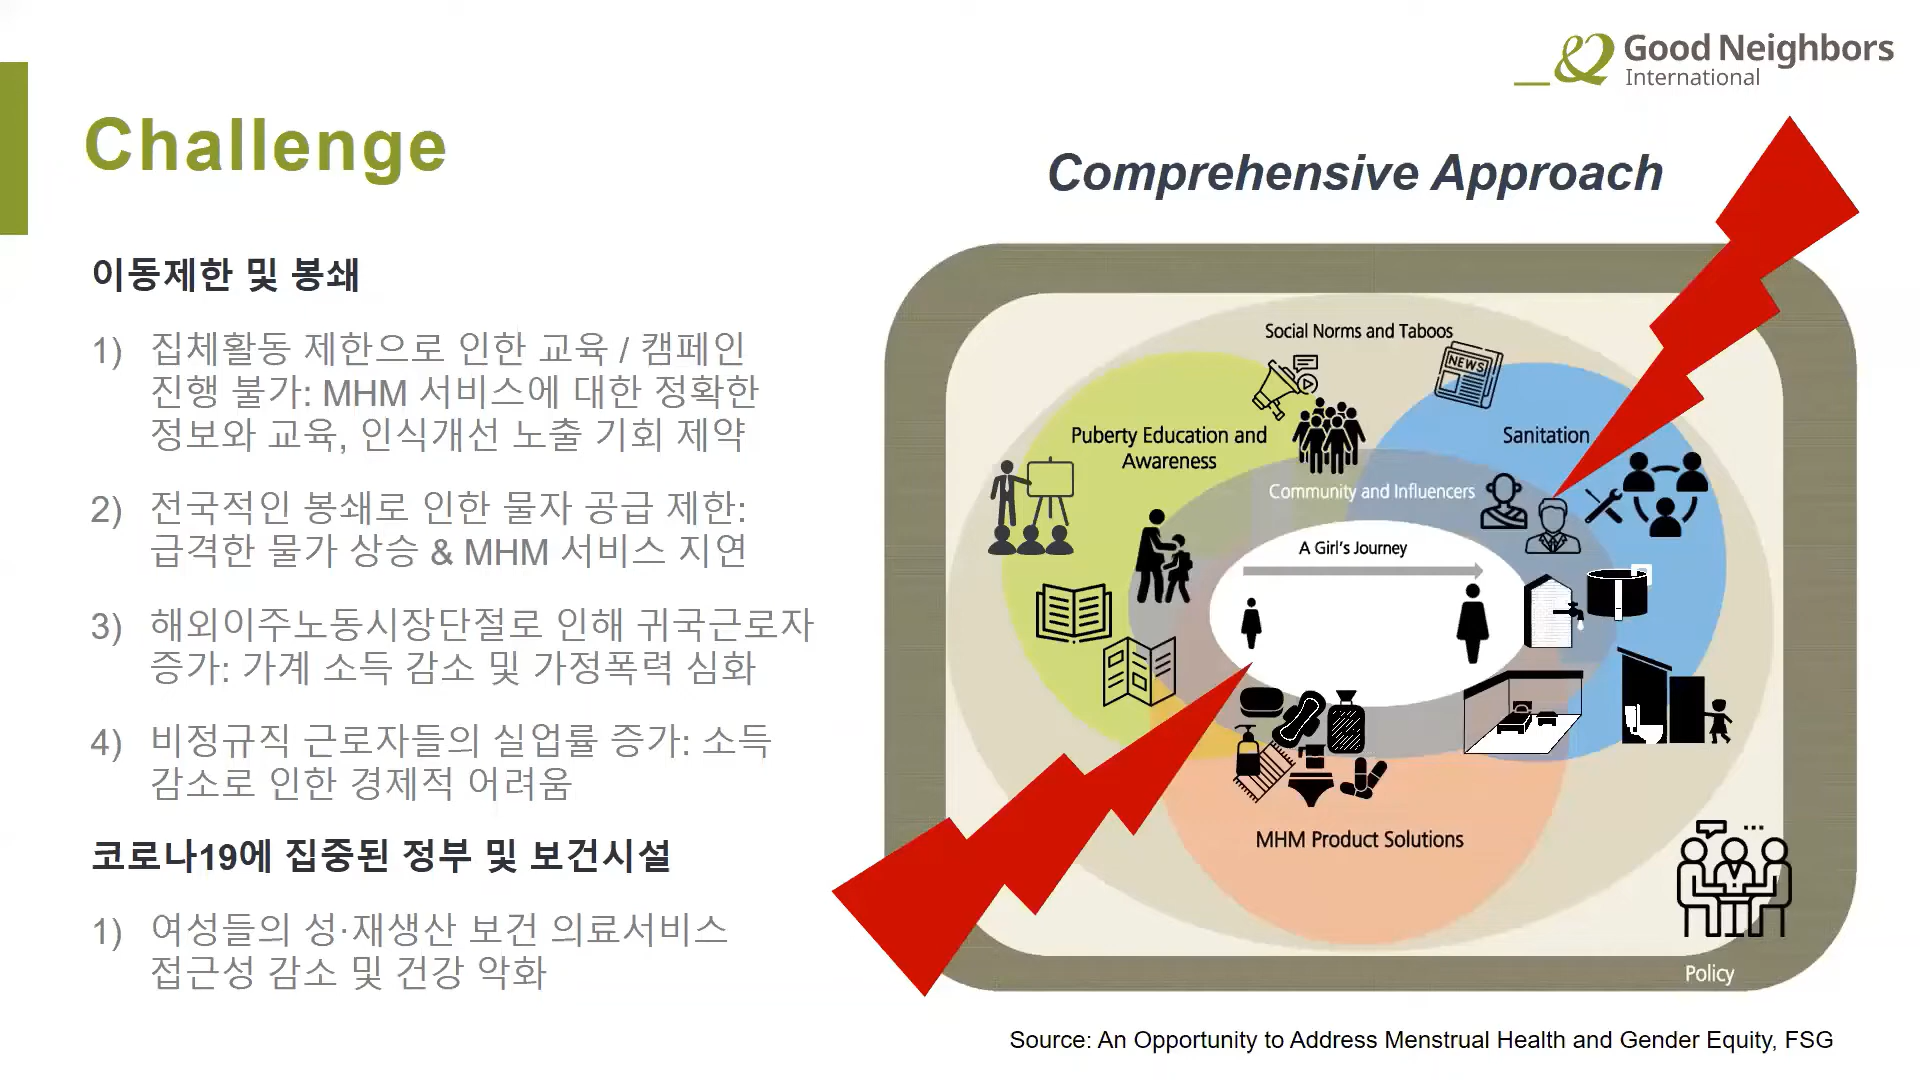 Good Neighbors
International
Challenge
이동제한 및 봉쇄
1) 집체활동 제한으로 인한 교육 / 캠페인
진행 불가: MHM 서비스에 대한 정확한
정보와 교육, 인식개선 노출 기회 제약
2) 전국적인 봉쇄로 인한 물자 공급 제한:
급격한 물가 상승 & MHM 서비스 지연
3) 해외이주노동시장단절로 인해 귀국근로자
증가: 가계 소득 감소 및 가정폭력 심화
4) 비정규직 근로자들의 실업률 증가: 소득
감소로 인한 경제적 어려움
코로나19에 집중된 정부 및 보건시설
1) 여성들의 성·재생산 보건 의료서비스
접근성 감소 및 건강 악화
Comprehensive Approach
Social Norms and Taboos
NEWS
Puberty Education and
Awareness
Sanitation
Community and Influencers
A Girl's Journey
MHM Product Solutions
Policy
Source: An Opportunity to Address Menstrual Health and Gender Equity, FSG